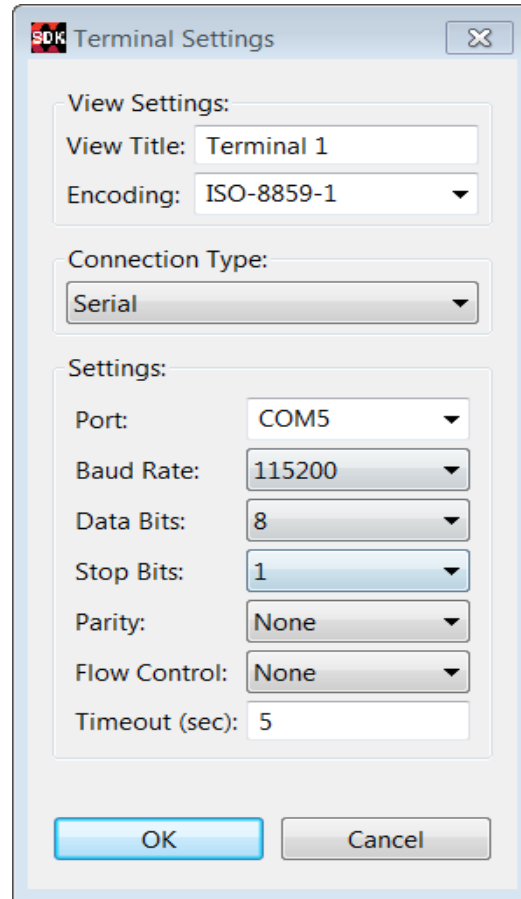 SDK Terminal Settings
View Settings:
View Title: Terminal 1
Encoding: ISO-8859-1
Connection Type:
Serial
Settings:
Port: COM5
Baud Rate: 115200
Data Bits: 8
Stop Bits: 1
Parity: None
Flow Control: None
Timeout (sec): 5
OK Cancel